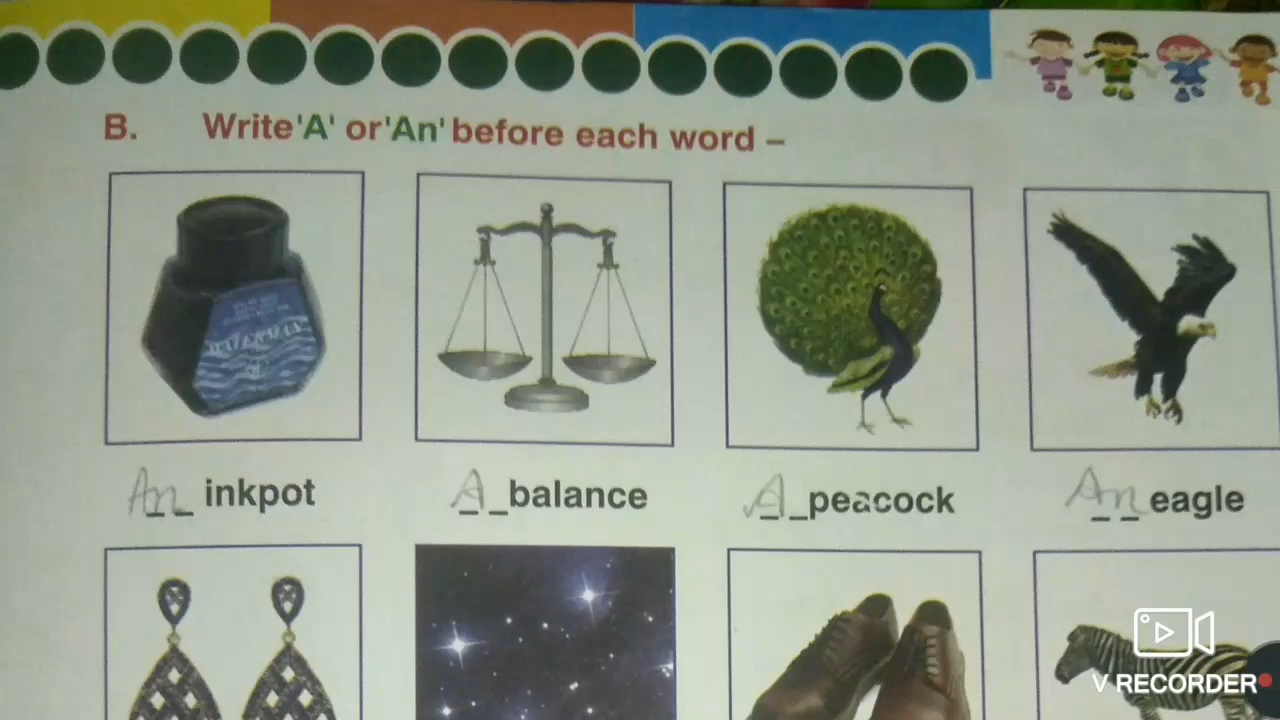 B. Write 'A' or 'An' before each word –
An inkpot
A balance
A peacock
An eagle
V RECORDER